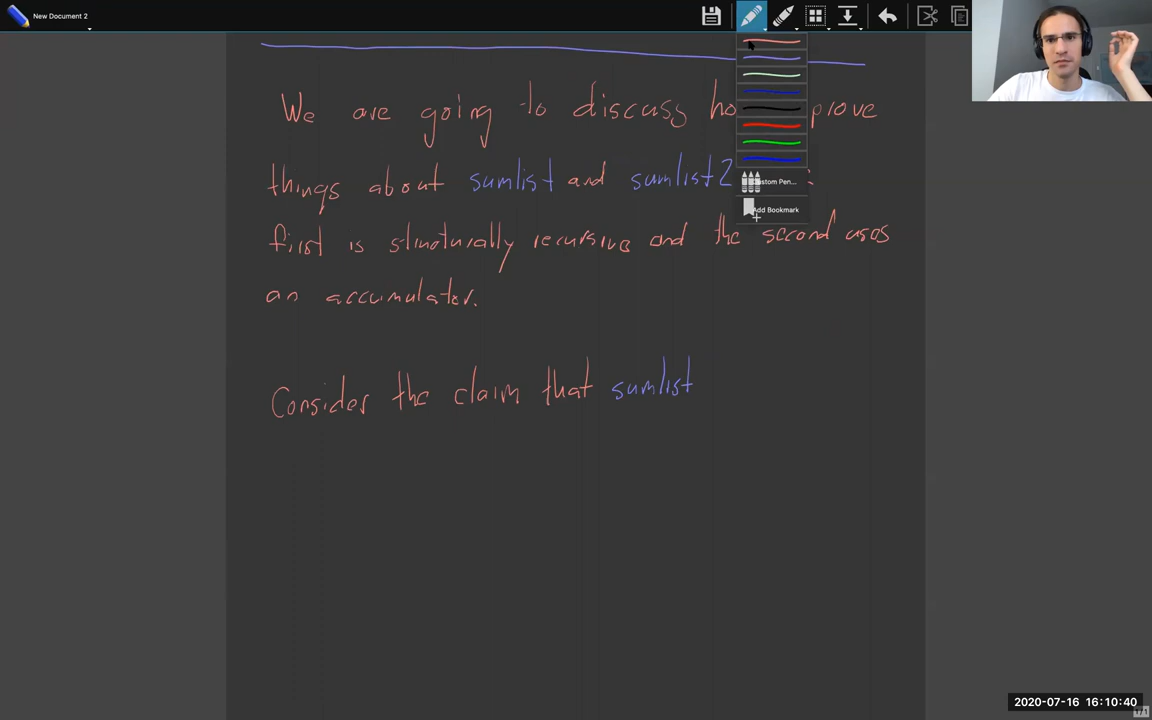 New Document 2
We are going to discuss ho prove
things about sumlist and sumlist2
first is structurally recursive and the second uses
an accumulator.
Consider the claim that sumlist
ustom Pen...
Add Bookmark
2020-07-16 16:10:40